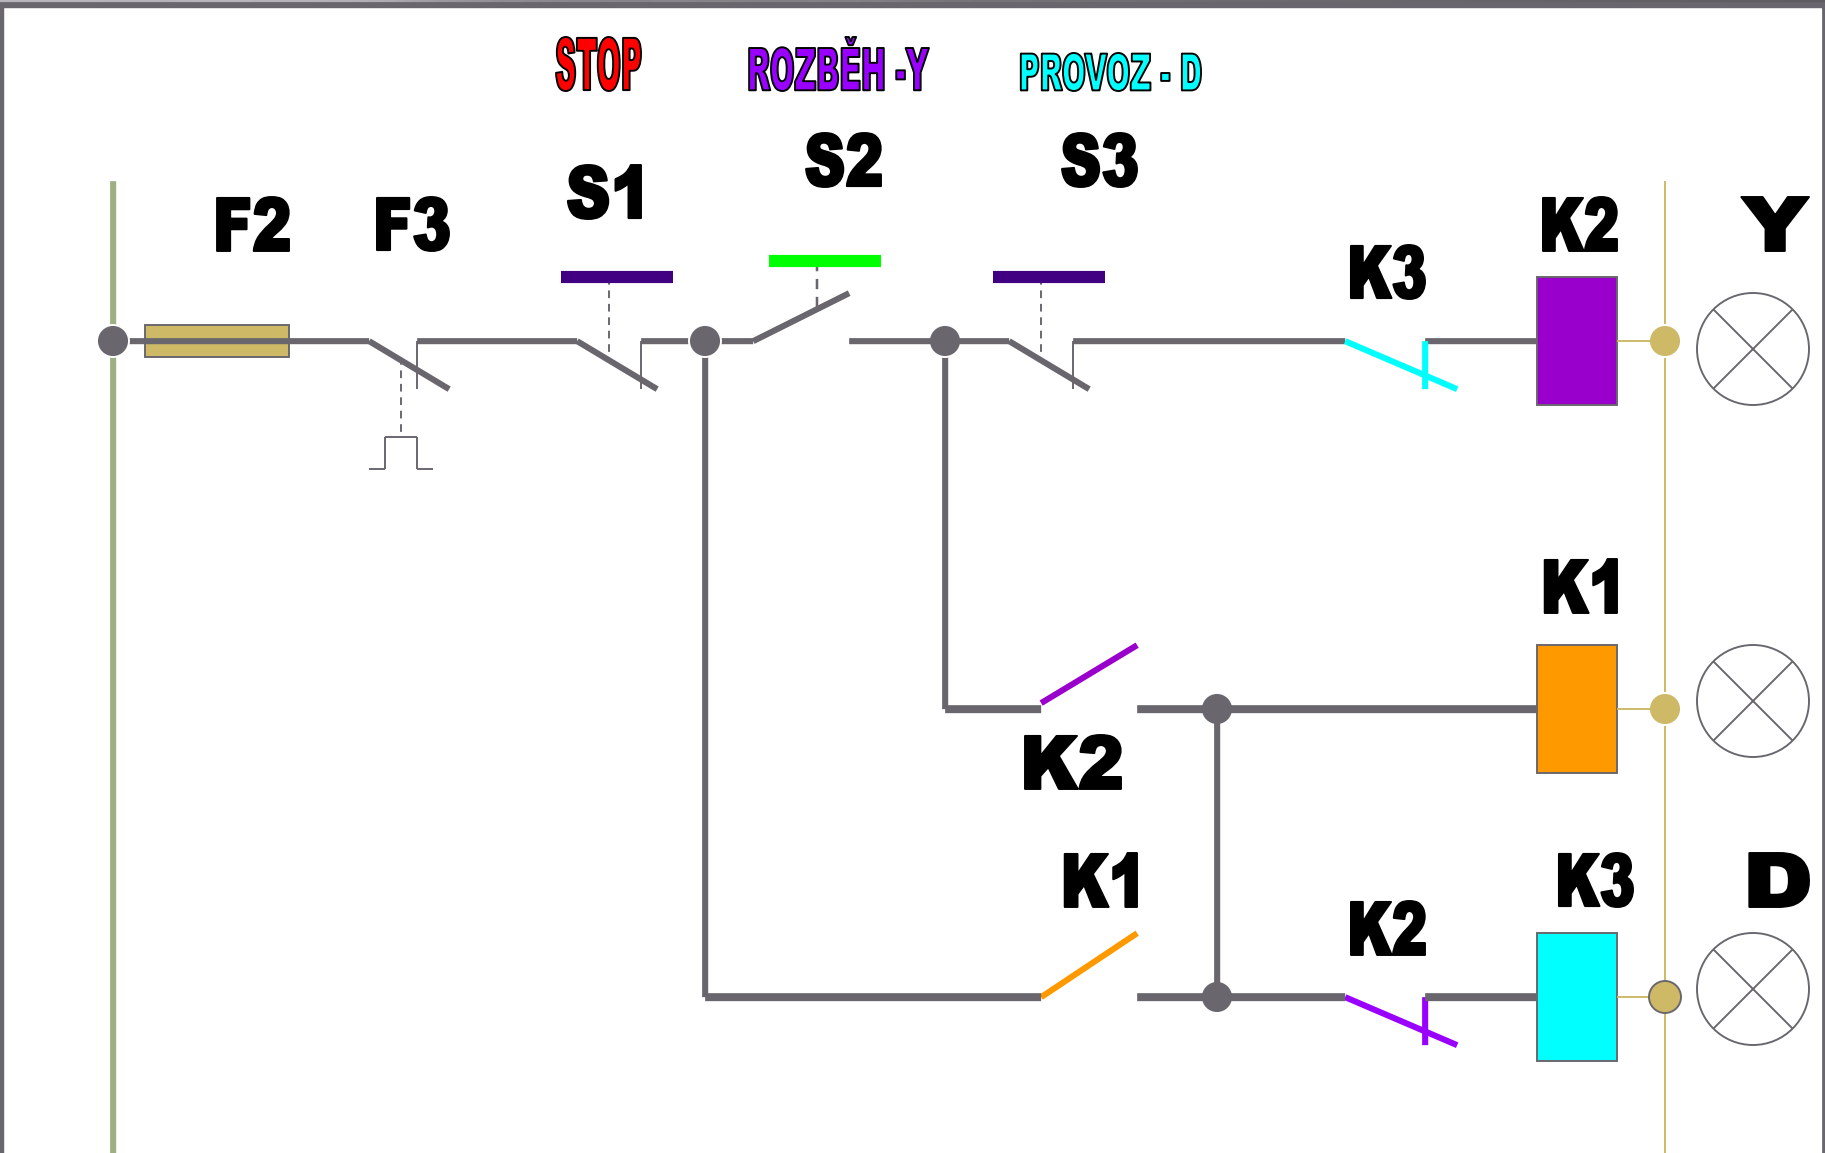 STOP
ROZBĚH -Y
PROVOZ - D
S1
S2
S3
F2
F3
K3
K2
Y
K1
K2
K1
K2
K3
D